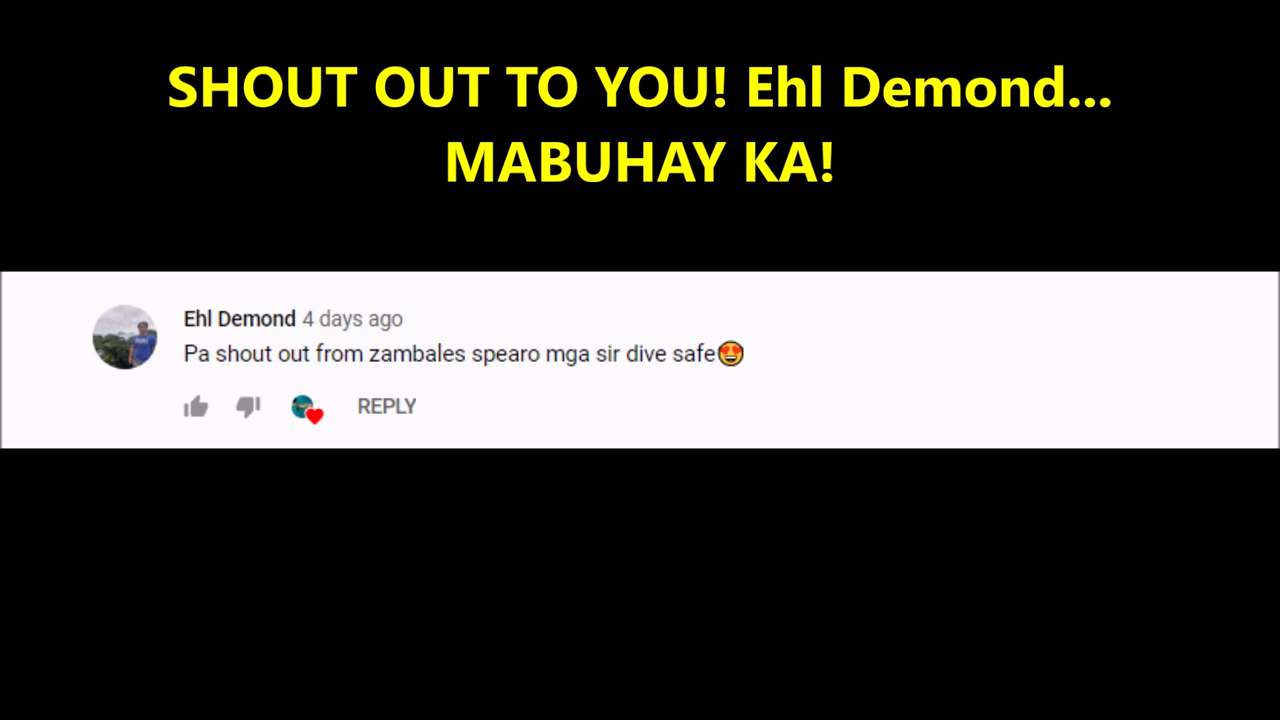 SHOUT OUT TO YOU! Ehl Demond...
MABUHAY KA!
Ehl Demond 4 days ago
Pa shout out from zambales spearo mga sir dive safe😍
REPLY